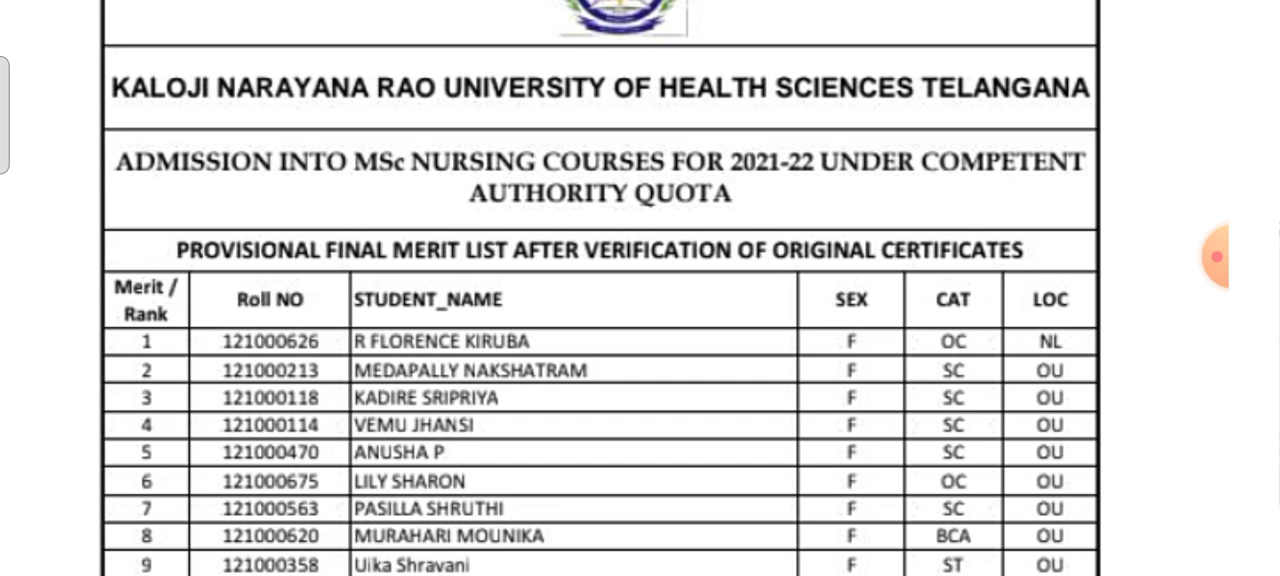 KALOJI NARAYANA RAO UNIVERSITY OF HEALTH SCIENCES TELANGANA
ADMISSION INTO MSc NURSING COURSES FOR 2021-22 UNDER COMPETENT
AUTHORITY QUOTA
PROVISIONAL FINAL MERIT LIST AFTER VERIFICATION OF ORIGINAL CERTIFICATES
Merit / Rank Roll NO STUDENT_NAME SEX CAT LOC
1 121000626 R FLORENCE KIRUBA F OC NL
2 121000213 MEDAPALLY NAKSHATRAM F SC OU
3 121000118 KADIRE SRIPRIYA F SC OU
4 121000114 VEMU JHANSI F SC OU
5 121000470 ANUSHA P F SC OU
6 121000675 LILY SHARON F OC OU
7 121000563 PASILLA SHRUTHI F SC OU
8 121000620 MURAHARI MOUNIKA F BCA OU
9 121000358 Uika Shravani F ST OU